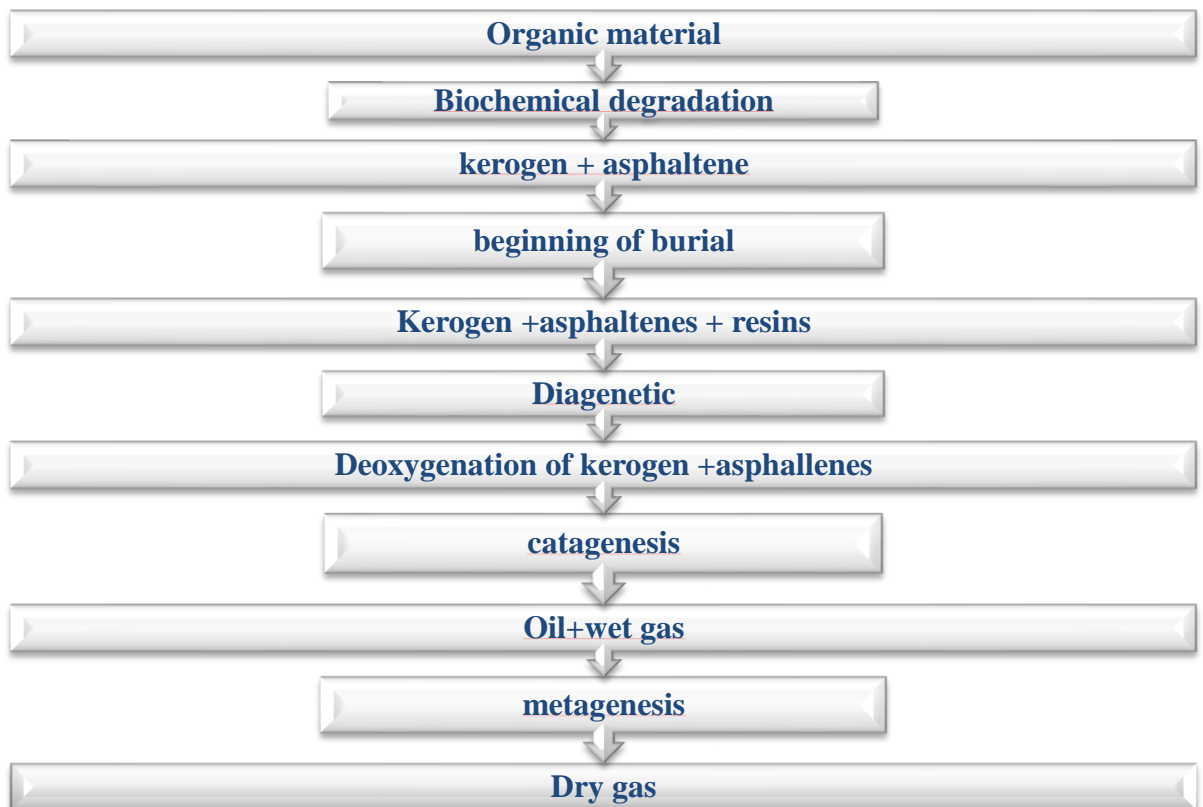 Organic material
Biochemical degradation
kerogen + asphaltene
beginning of burial
Kerogen +asphaltenes + resins
Diagenetic
Deoxygenation of kerogen +asphallenes
catagenesis
Oil+wet gas
metagenesis
Dry gas